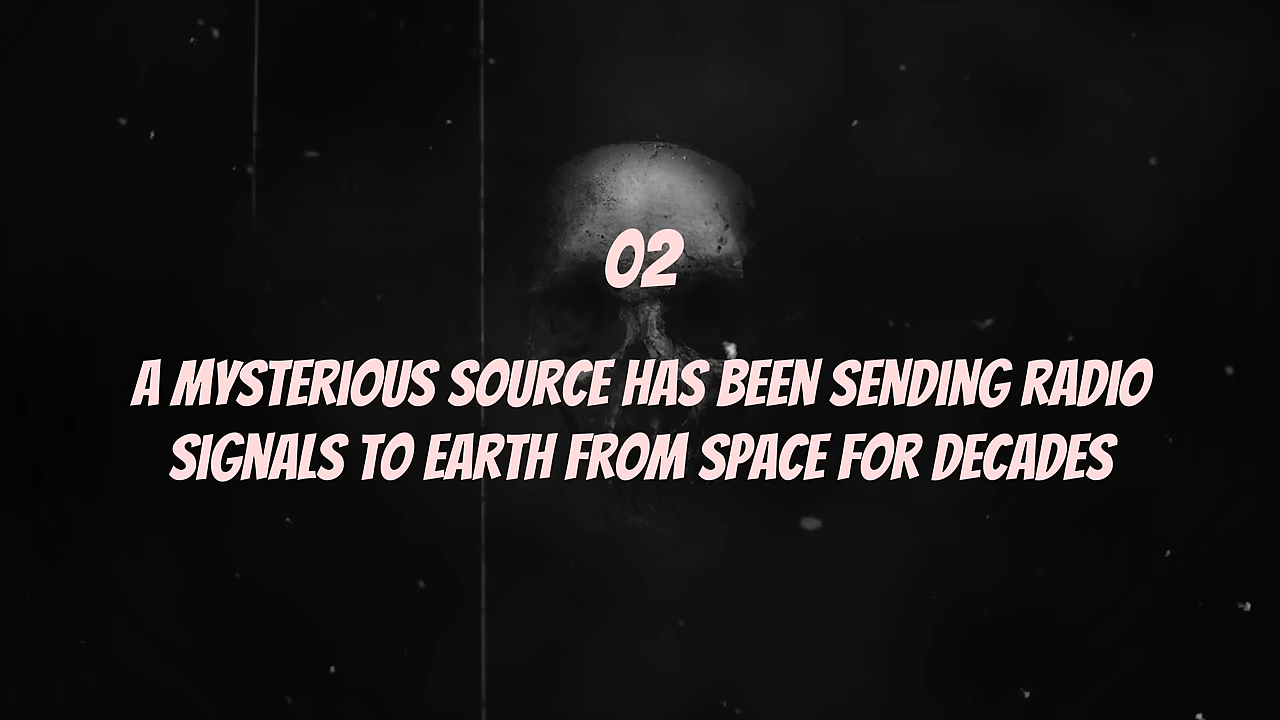 02
A MYSTERIOUS SOURCE HAS BEEN SENDING RADIO
SIGNALS TO EARTH FROM SPACE FOR DECADES